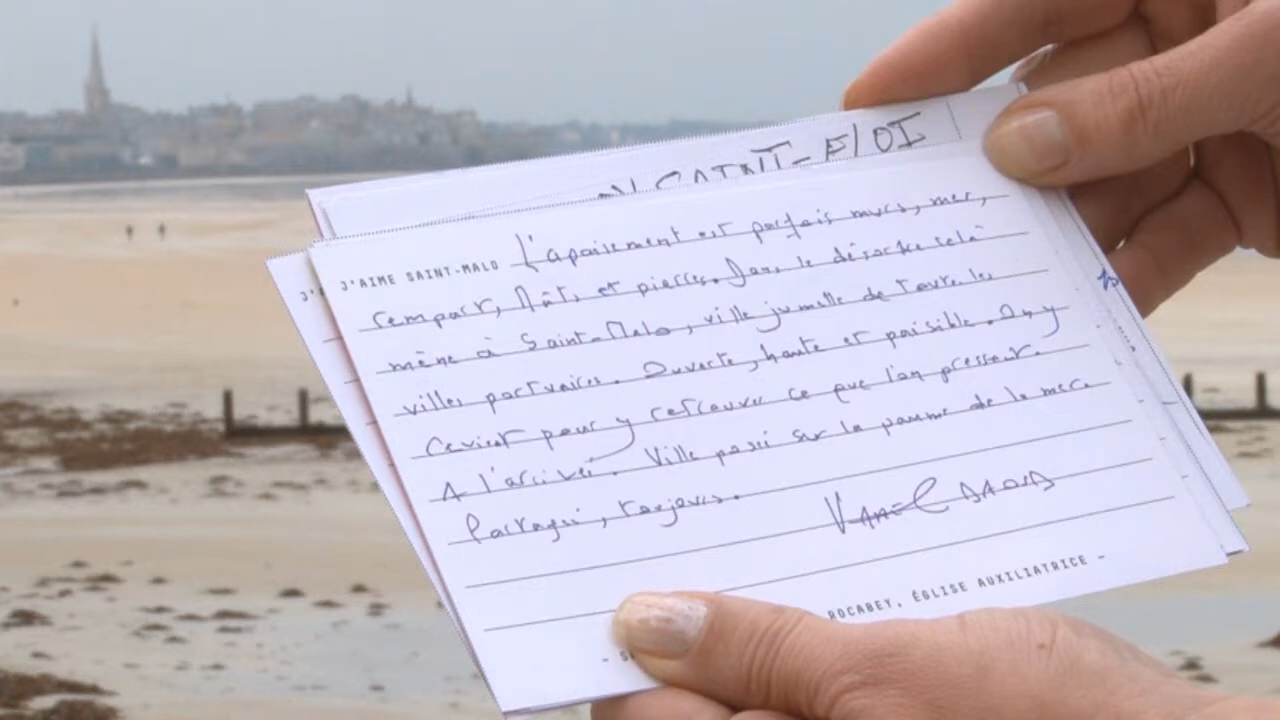 SAINT-ELOI
J'AIME SAINT-MALO L'apaisement est parfois murs, mer,
rempart, Mâts et pierres. Dans le désordre cela
mène à Saint-Malo, ville jumelle de toutes les
villes portuaires. Ouverte, haute et paisible. On y
revient pour y retrouver ce que l'on pressent.
A l'arrivée. Ville posée sur la paume de la mer.
Partagée, toujours.
ROCABEY, ÉGLISE AUXILIATRICE -